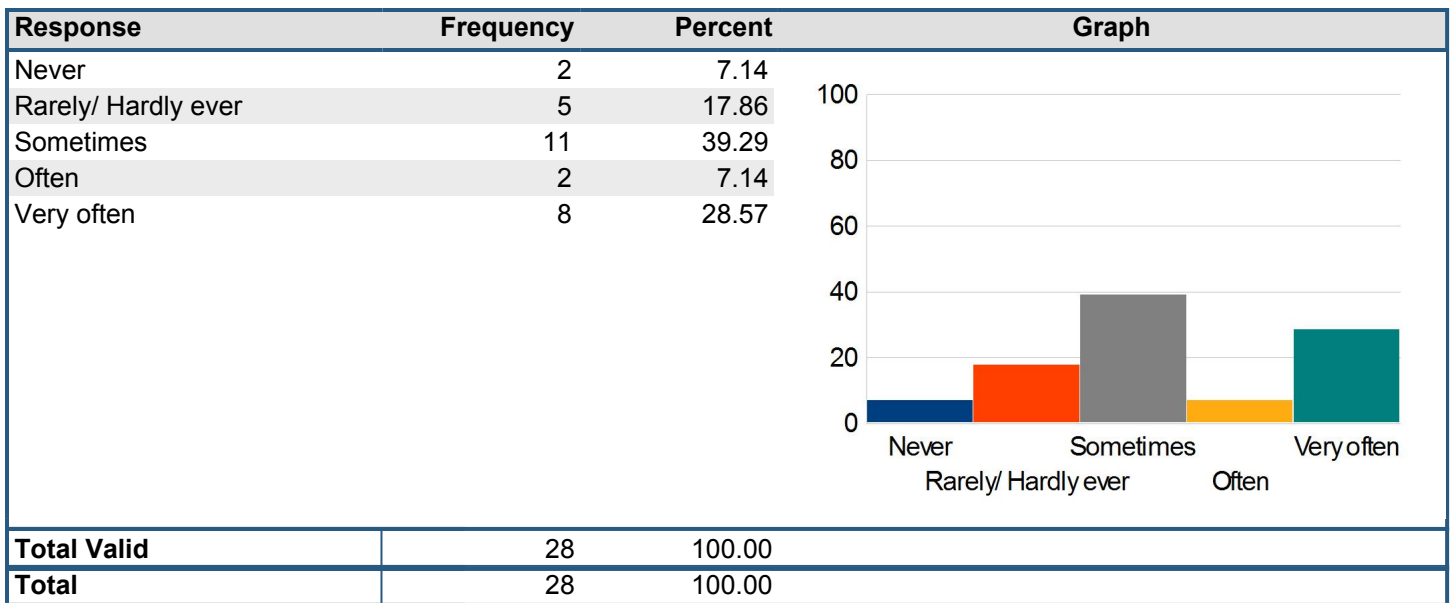 Response Frequency Percent Graph
Never 2 7.14
Rarely/ Hardly ever 5 17.86
Sometimes 11 39.29
Often 2 7.14
Very often 8 28.57
100
80
60
40
20
0
Never Sometimes Very often
Rarely/ Hardly ever Often
Total Valid 28 100.00
Total 28 100.00